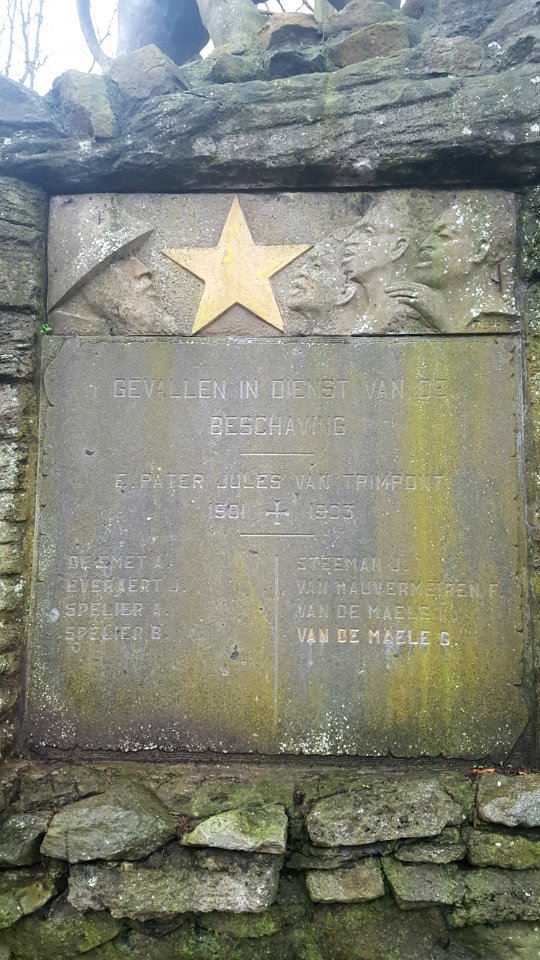 GEVALLEN IN DIENST VAN DE
BESCHAVING
E. PATER JULES VAN TRIMPONT
1901 1903
DE SMET A.
EVERAERT J.
SPELIER A.
SPELIER B.
STEEMAN J.
VAN HAUVERMEIREN F.
VAN DE MAELE
VAN DE MAELE G